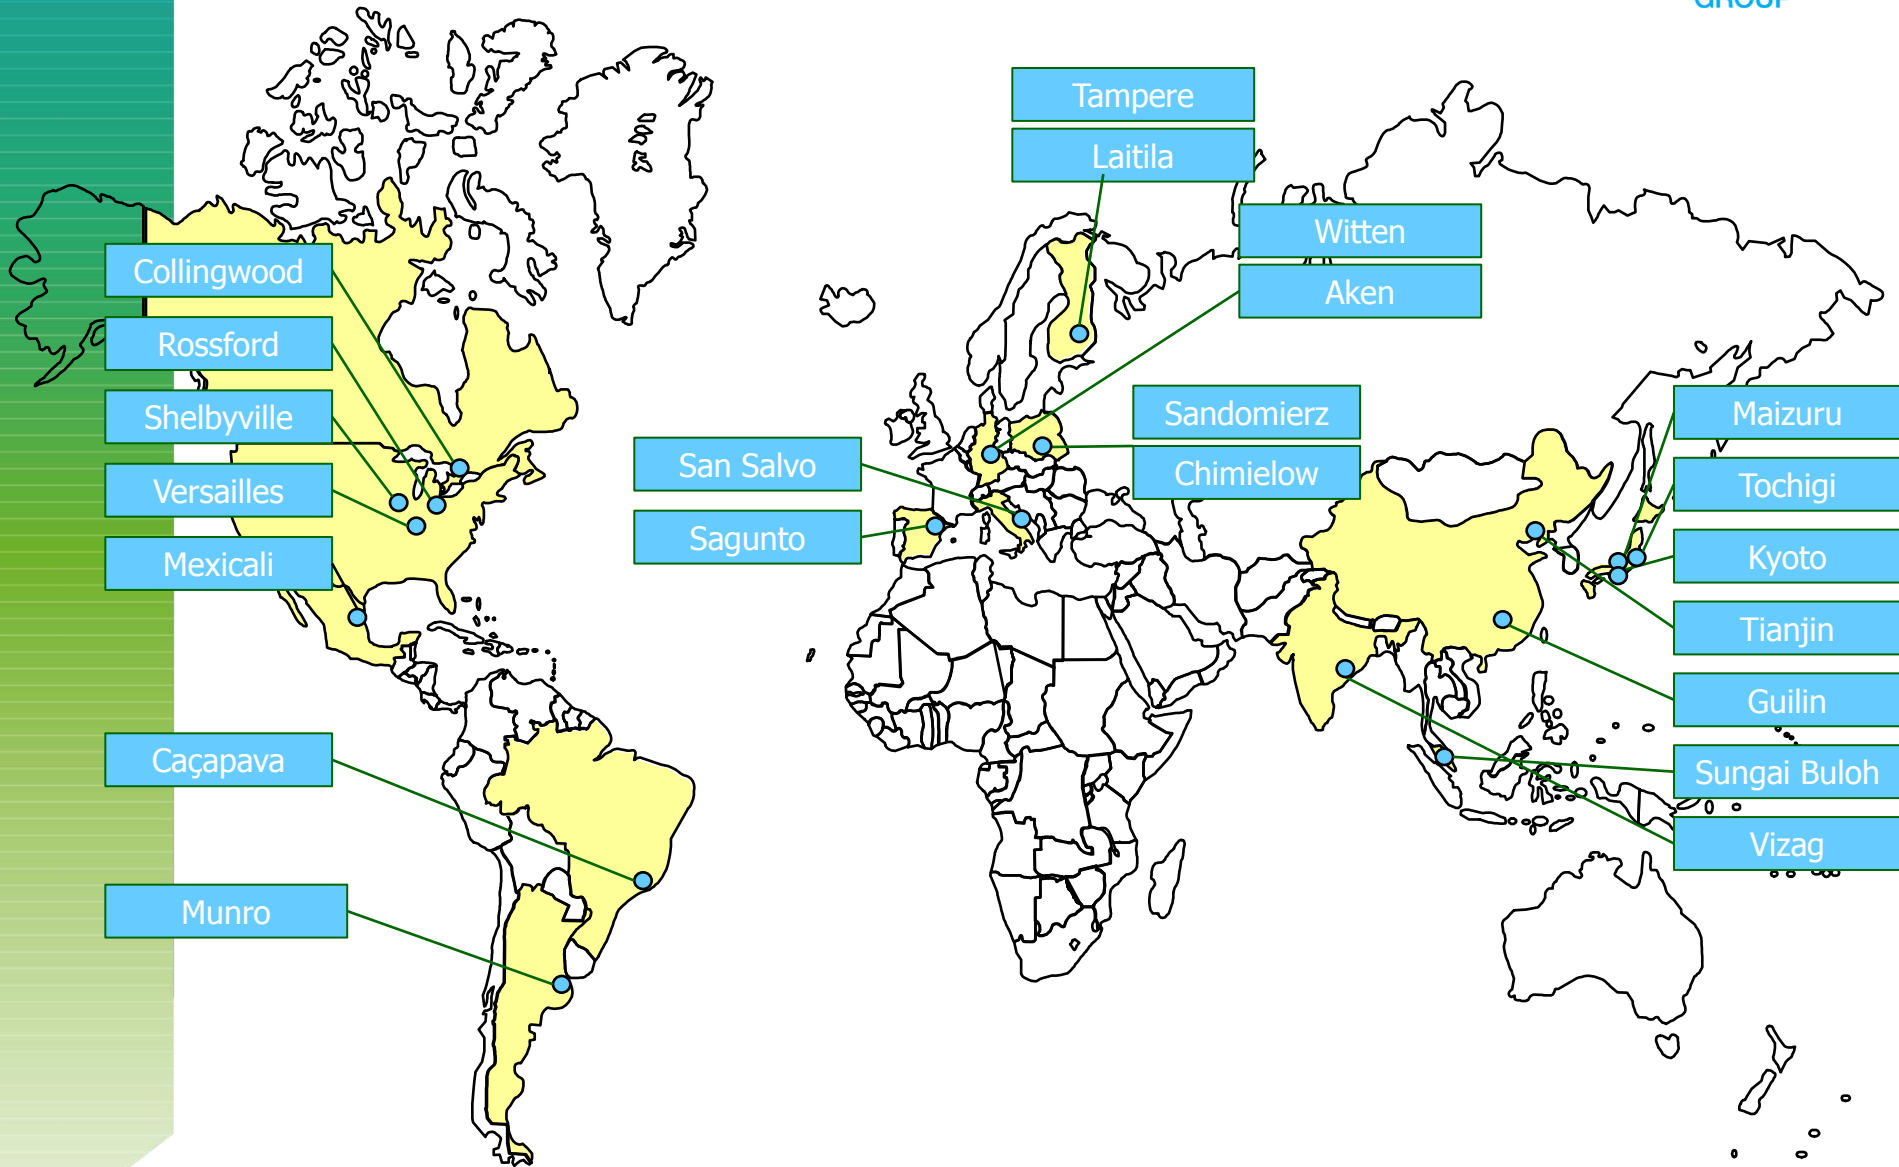 GROUP
Tampere
Laitila
Witten
Aken
Collingwood
Rossford
Shelbyville
Versailles
Mexicali
Sandomierz
Chimielow
San Salvo
Sagunto
Maizuru
Tochigi
Kyoto
Tianjin
Guilin
Sungai Buloh
Vizag
Caçapava
Munro